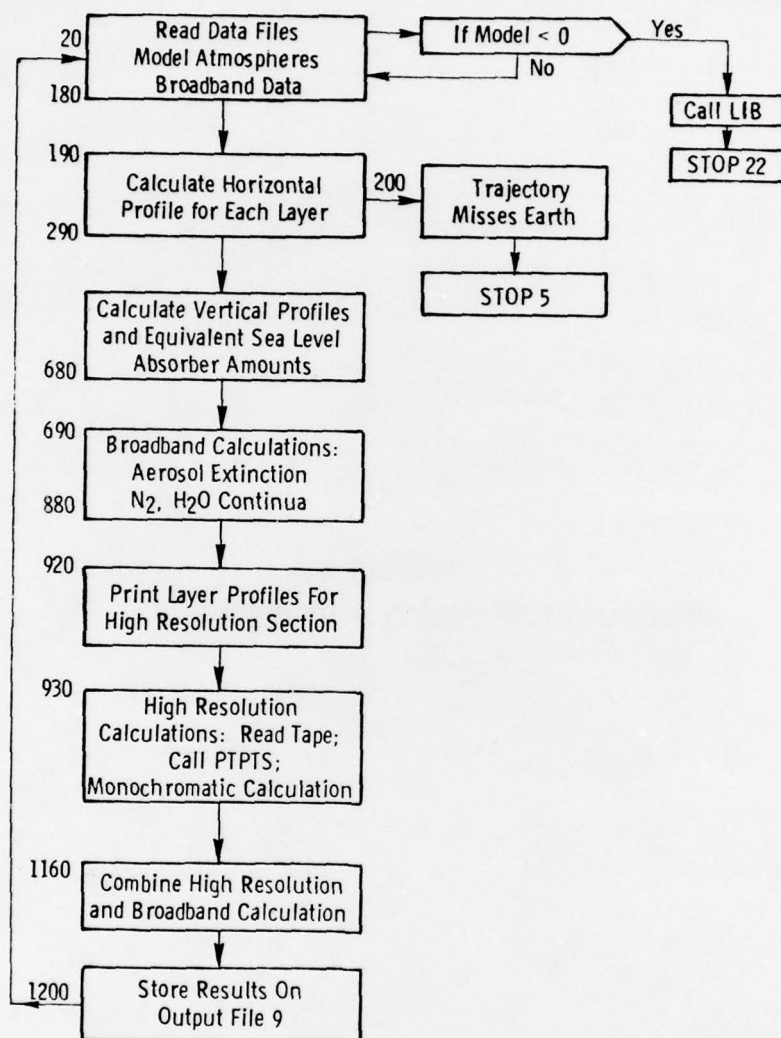 20
Read Data Files
Model Atmospheres
Broadband Data
180
If Model < 0
Yes
No
Call LIB
STOP 22
190
Calculate Horizontal
Profile for Each Layer
290
200
Trajectory
Misses Earth
STOP 5
Calculate Vertical Profiles
and Equivalent Sea Level
Absorber Amounts
680
690
Broadband Calculations:
Aerosol Extinction
N2, H2O Continua
880
920
Print Layer Profiles For
High Resolution Section
930
High Resolution
Calculations: Read Tape;
Call PTPTS;
Monochromatic Calculation
1160
Combine High Resolution
and Broadband Calculation
1200
Store Results On
Output File 9